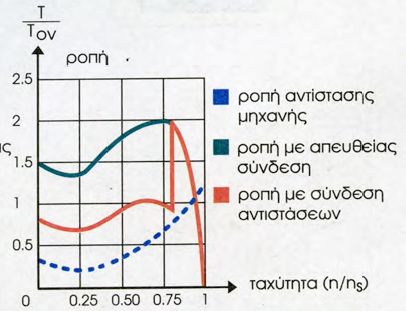 T
Tον
ροπή
2.5
2
1.5
1
0.5
0
0.25
0.50
0.75
1
ταχύτητα (n/ns)
ροπή αντίστασης
μηχανής
ροπή με απευθείας
σύνδεση
ροπή με σύνδεση
αντιστάσεων